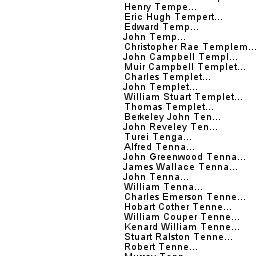 Henry Tempe...
Eric Hugh Tempert...
Edward Temp...
John Temp...
Christopher Rae Templem...
John Campbell Templ...
Muir Campbell Templet...
Charles Templet...
John Templet...
William Stuart Templet...
Thomas Templet...
Berkeley John Ten...
John Reveley Ten...
Turei Tenga...
Alfred Tenna...
John Greenwood Tenna...
James Wallace Tenna...
John Tenna...
William Tenna...
Charles Emerson Tenne...
Hobart Cother Tenne...
William Couper Tenne...
Kenard William Tenne...
Stuart Ralston Tenne...
Robert Tenne...